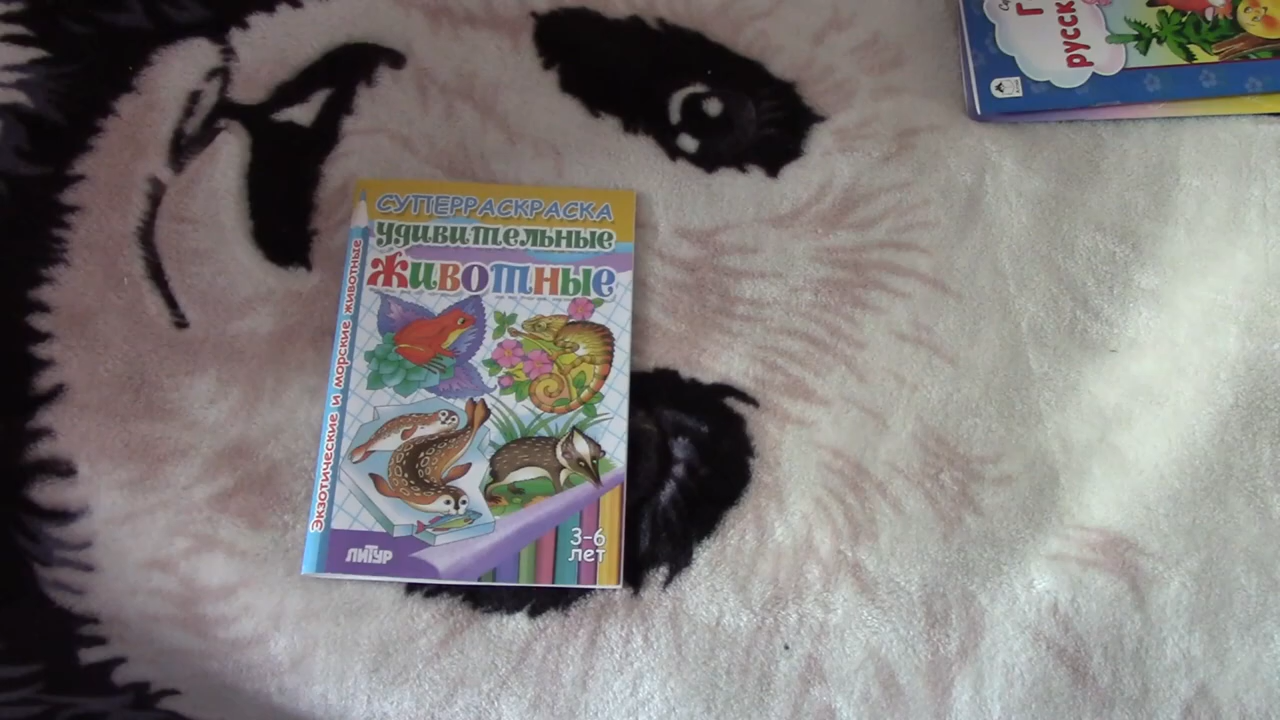 СУПЕРРАСКРАСКА
удивительные
животные
Экзотические и морские животные
3-6
лет
ЛИТУР
русск